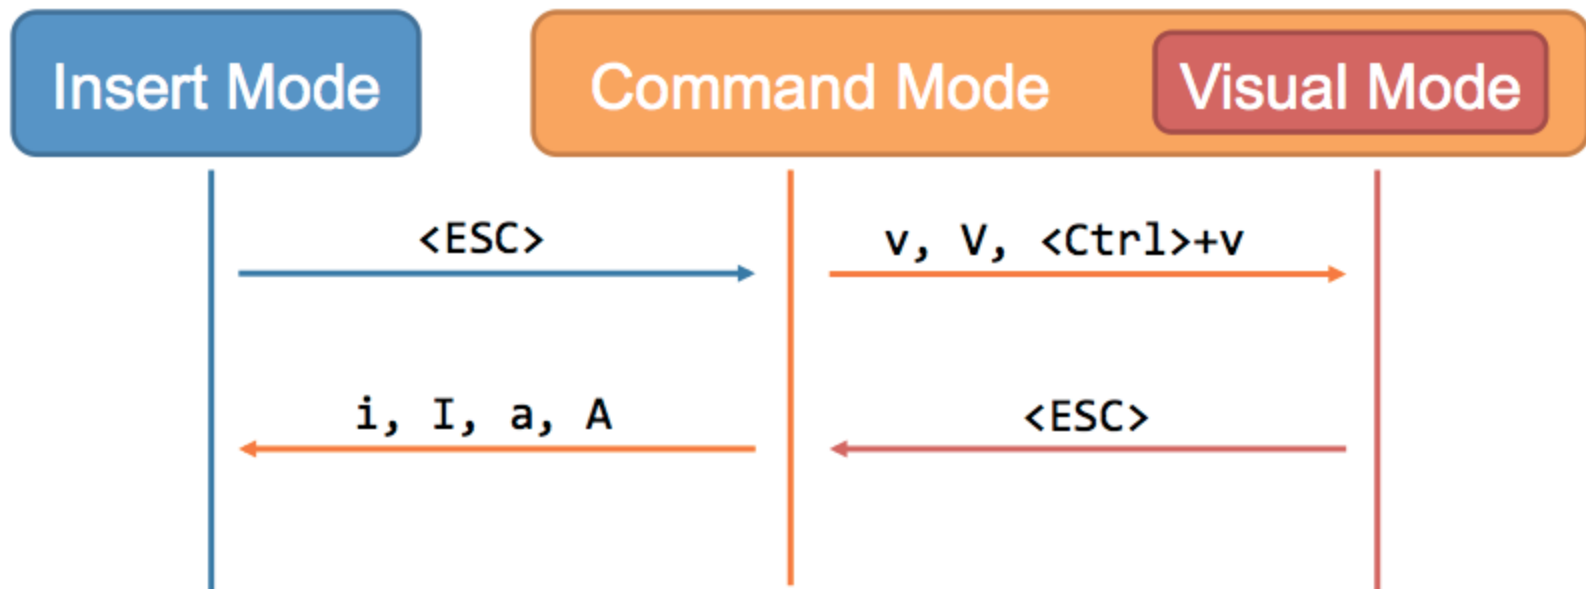 Insert Mode
Command Mode
Visual Mode
<ESC>
v, V, <Ctrl>+v
i, I, a, A
<ESC>